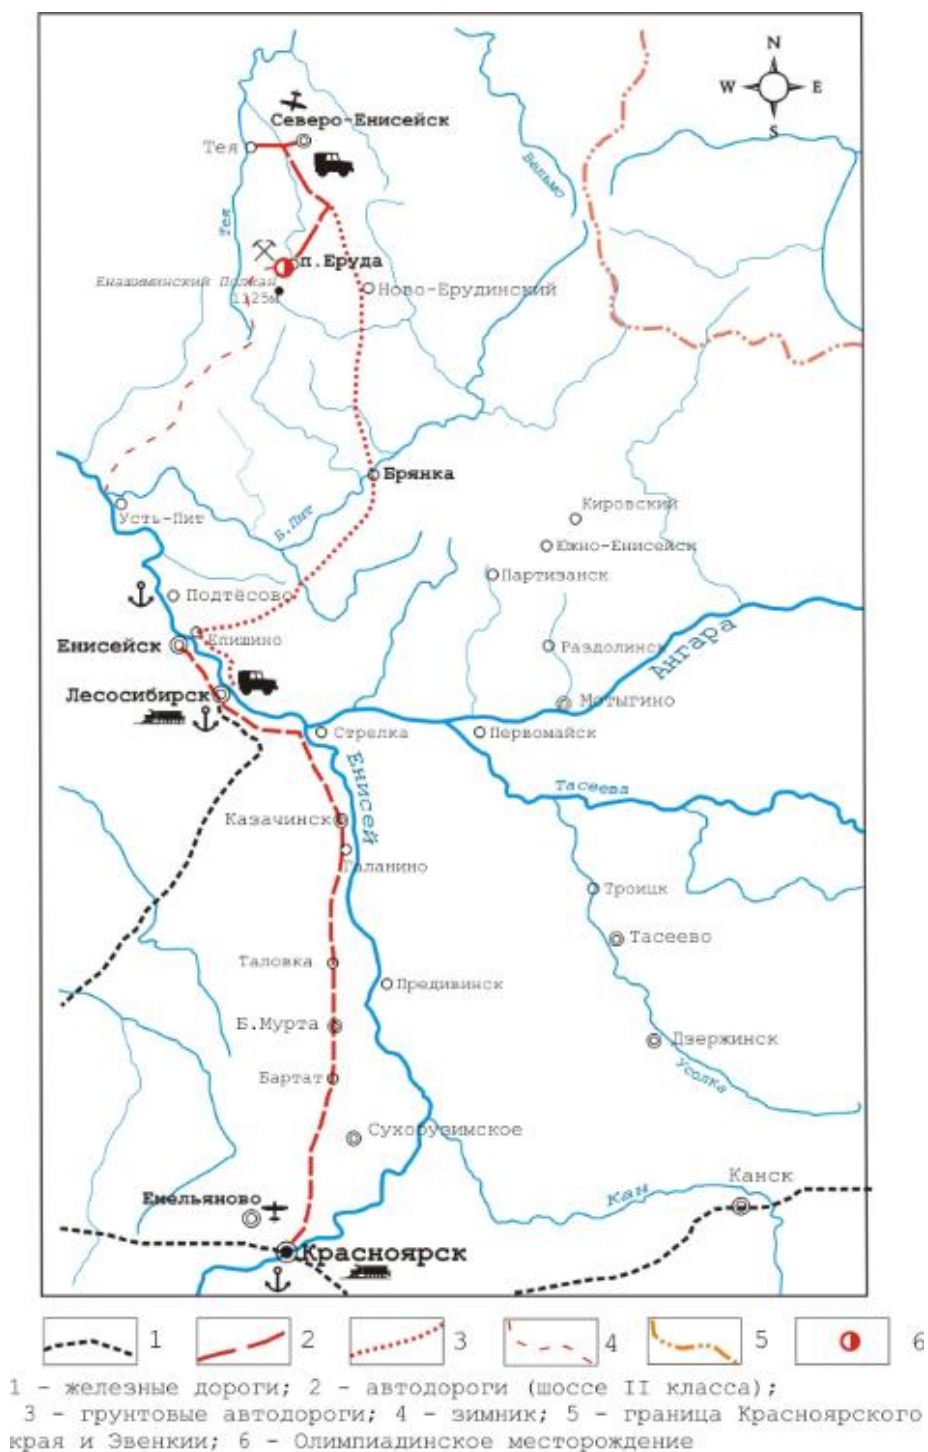 N
W E
S
Северо-Енисейск
Тея
Вельмо
Тея
п.Еруда
Енашиминский Полкан
1125м
Ново-Ерудинский
Брянка
Кировский
Усть-Пит
Б.Пит
Южно-Енисейск
Партизанск
Подтёсово
Епишино
Енисейск
Раздолинск
Ангара
Лесосибирск
Мотыгино
Стрелка
Первомайск
Енисей
Тасеева
Казачинск
Галанино
Троицк
Тасеево
Таловка
Предивинск
Б.Мурта
Дзержинск
Бартат
Усолка
Сухобузимское
Канск
Емельяново
Кан
Красноярск
1 2 3 4 5 6
1 - железные дороги; 2 - автодороги (шоссе II класса);
3 - грунтовые автодороги; 4 - зимник; 5 - граница Красноярского
края и Эвенкии; 6 - Олимпиадинское месторождение